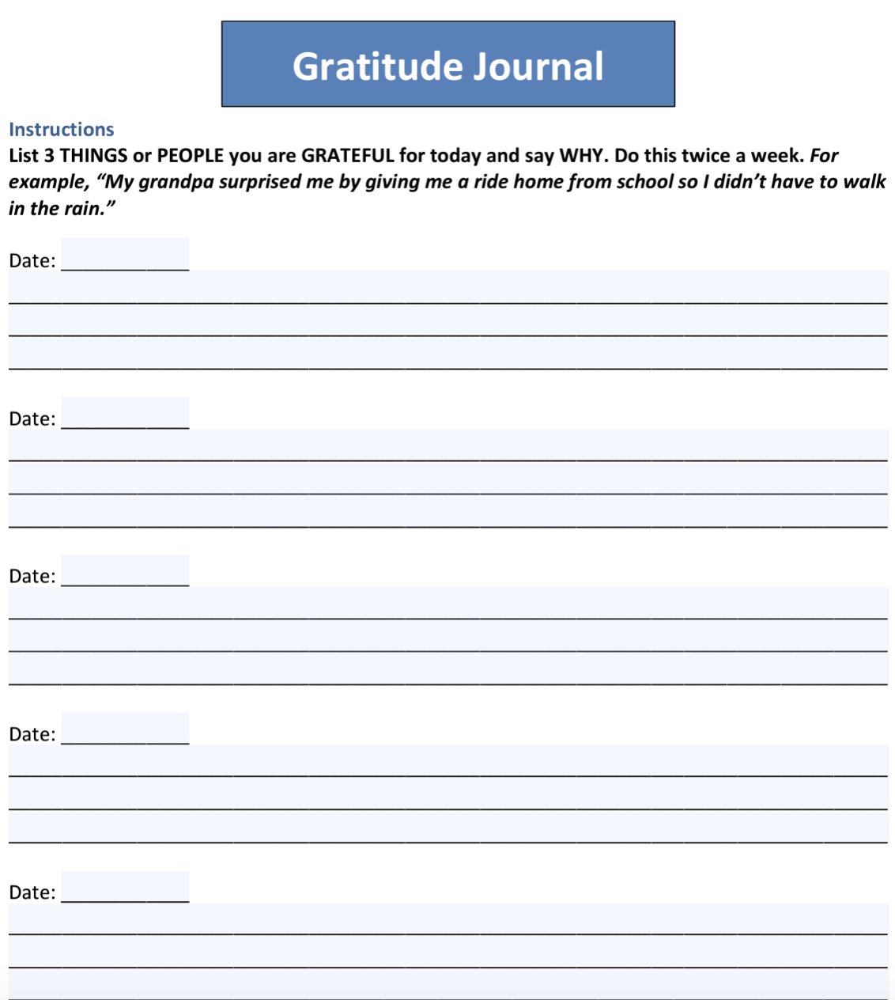 Gratitude Journal
Instructions
List 3 THINGS or PEOPLE you are GRATEFUL for today and say WHY. Do this twice a week. For
example, “My grandpa surprised me by giving me a ride home from school so I didn’t have to walk
in the rain.”
Date:
Date:
Date:
Date:
Date: